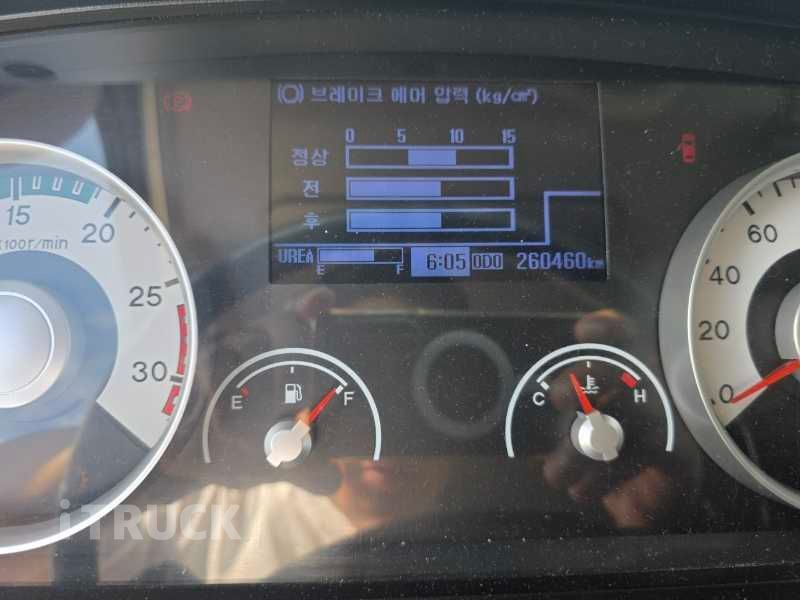 (O) 브레이크 에어 압력 (kg/㎠)
0 5 10 15
정상
전
후
UREA E F 6:05 ODO 260460km
15 20 25 30
x100r/min
E F
C H
0 20 40 60
iTRUCK